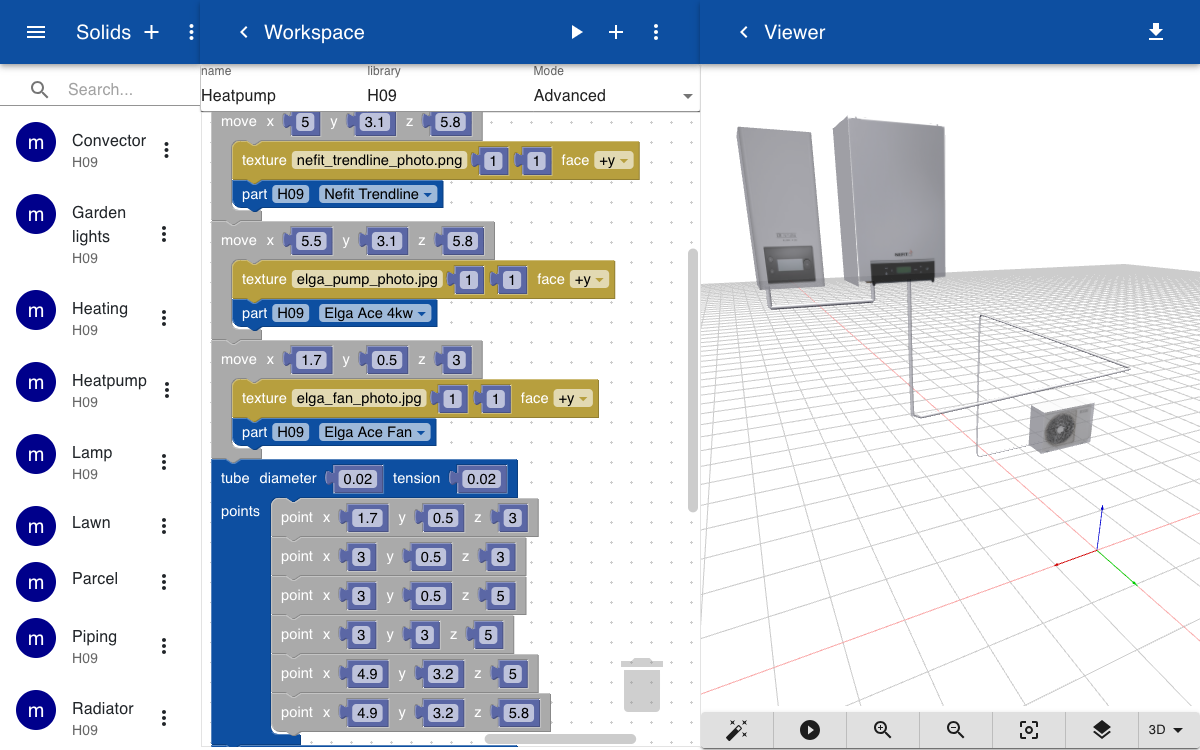 Solids
Workspace
Viewer
name
library
Mode
Search...
Heatpump
H09
Advanced
m
Convector
H09
m
Garden
lights
H09
m
Heating
H09
m
Heatpump
H09
m
Lamp
H09
m
Lawn
m
Parcel
m
Piping
H09
m
Radiator
H09
move x 5 y 3.1 z 5.8
texture nefit_trendline_photo.png 1 1 face +y
part H09 Nefit Trendline
move x 5.5 y 3.1 z 5.8
texture elga_pump_photo.jpg 1 1 face +y
part H09 Elga Ace 4kw
move x 1.7 y 0.5 z 3
texture elga_fan_photo.jpg 1 1 face +y
part H09 Elga Ace Fan
tube diameter 0.02 tension 0.02
points
point x 1.7 y 0.5 z 3
point x 3 y 0.5 z 3
point x 3 y 0.5 z 5
point x 3 y 3 z 5
point x 4.9 y 3.2 z 5
point x 4.9 y 3.2 z 5.8
3D